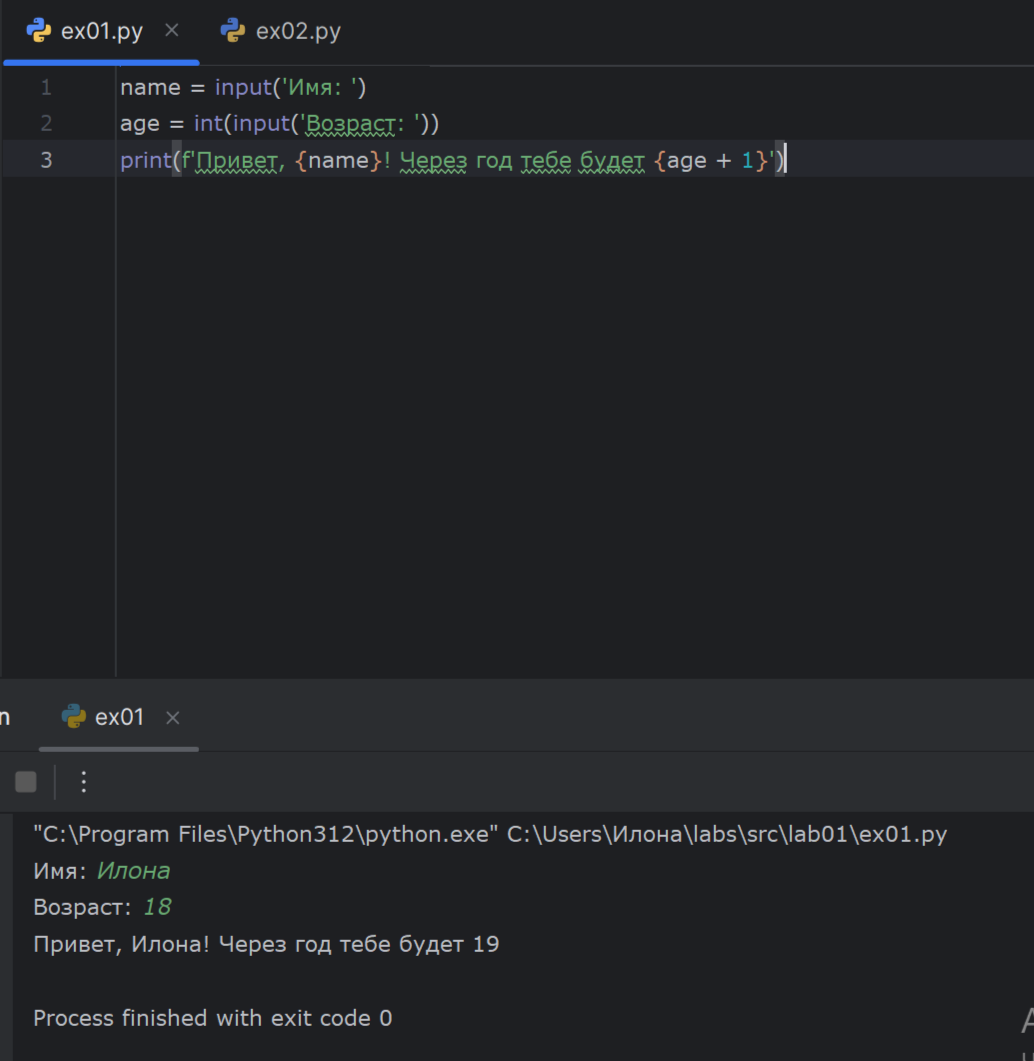 ex01.py × ex02.py
1 name = input('Имя: ')
2 age = int(input('Возраст: '))
3 print(f'Привет, {name}! Через год тебе будет {age + 1}')
n ex01 ×
"C:\Program Files\Python312\python.exe" C:\Users\Илона\labs\src\lab01\ex01.py
Имя: Илона
Возраст: 18
Привет, Илона! Через год тебе будет 19
Process finished with exit code 0